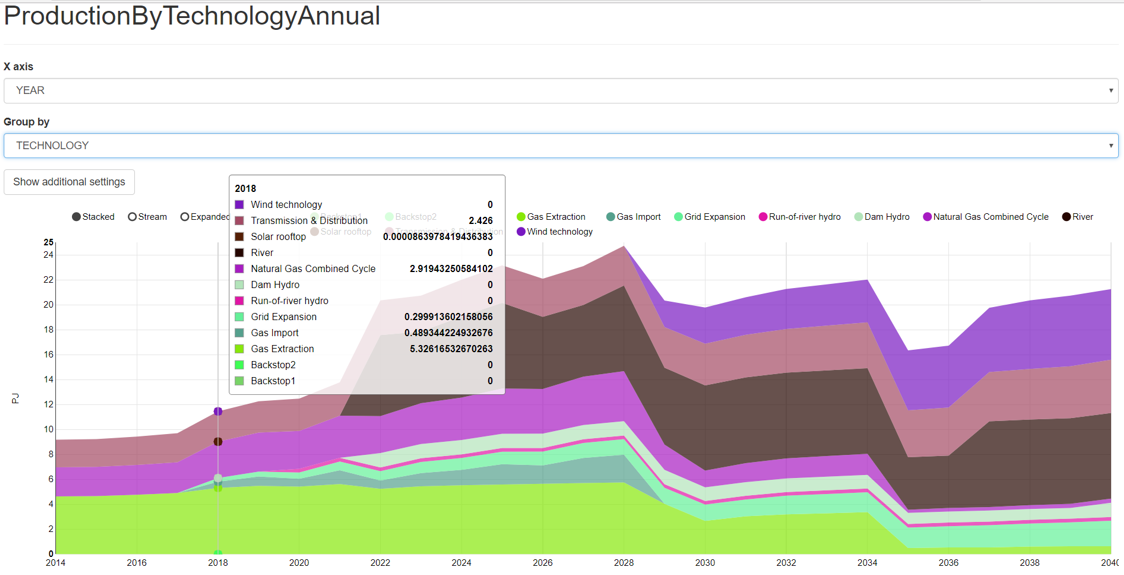 ProductionByTechnologyAnnual
X axis
YEAR
Group by
TECHNOLOGY
Show additional settings
Stacked Stream Expanded Backstop2 Gas Extraction Gas Import Grid Expansion Run-of-river hydro Dam Hydro Natural Gas Combined Cycle River
Solar rooftop Wind technology
2018
Wind technology 0
Transmission & Distribution 2.426
Solar rooftop 0.0000863978419436383
River 0
Natural Gas Combined Cycle 2.91943250584102
Dam Hydro 0
Run-of-river hydro 0
Grid Expansion 0.299913602158056
Gas Import 0.489344224932676
Gas Extraction 5.32616532670263
Backstop2 0
Backstop1 0
25
24
22
20
18
16
14
12
10
8
6
4
2
0
PJ
2014 2016 2018 2020 2022 2024 2026 2028 2030 2032 2034 2036 2038 2040